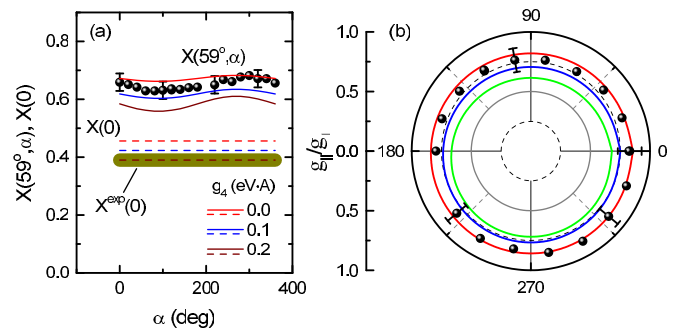 (a)
X(59°,α)
X(0)
X^exp(0)
g₄ (eV·A)
0.0
0.1
0.2
0.8
0.6
0.4
0.2
0.0
X(59°,α), X(0)
0
200
400
α (deg)
(b)
90
180
0
270
1.0
0.5
0.0
0.5
1.0
g||/g⊥